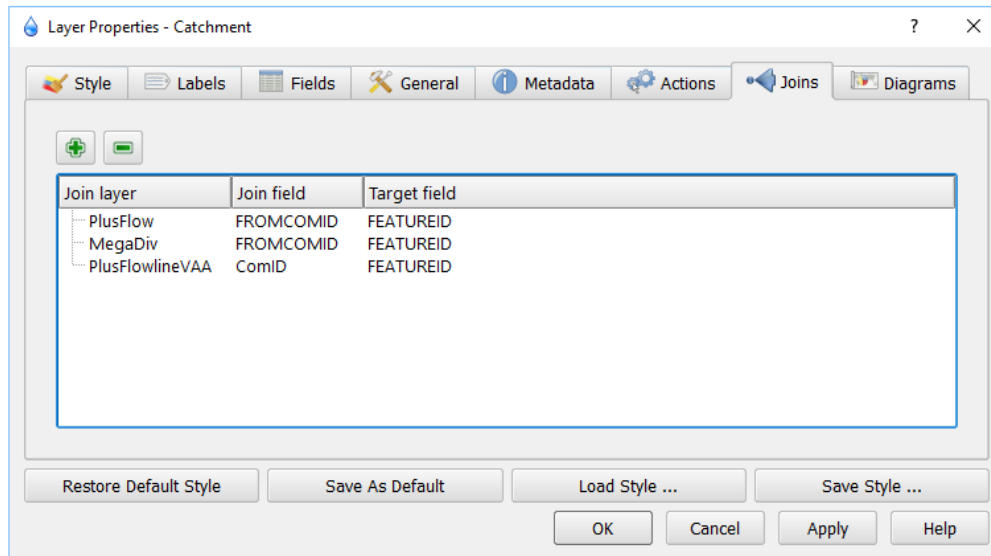 Layer Properties - Catchment ?
Style Labels Fields General Metadata Actions Joins Diagrams
Join layer Join field Target field
PlusFlow FROMCOMID FEATUREID
MegaDiv FROMCOMID FEATUREID
PlusFlowlineVAA ComID FEATUREID
Restore Default Style Save As Default Load Style ... Save Style ...
OK Cancel Apply Help